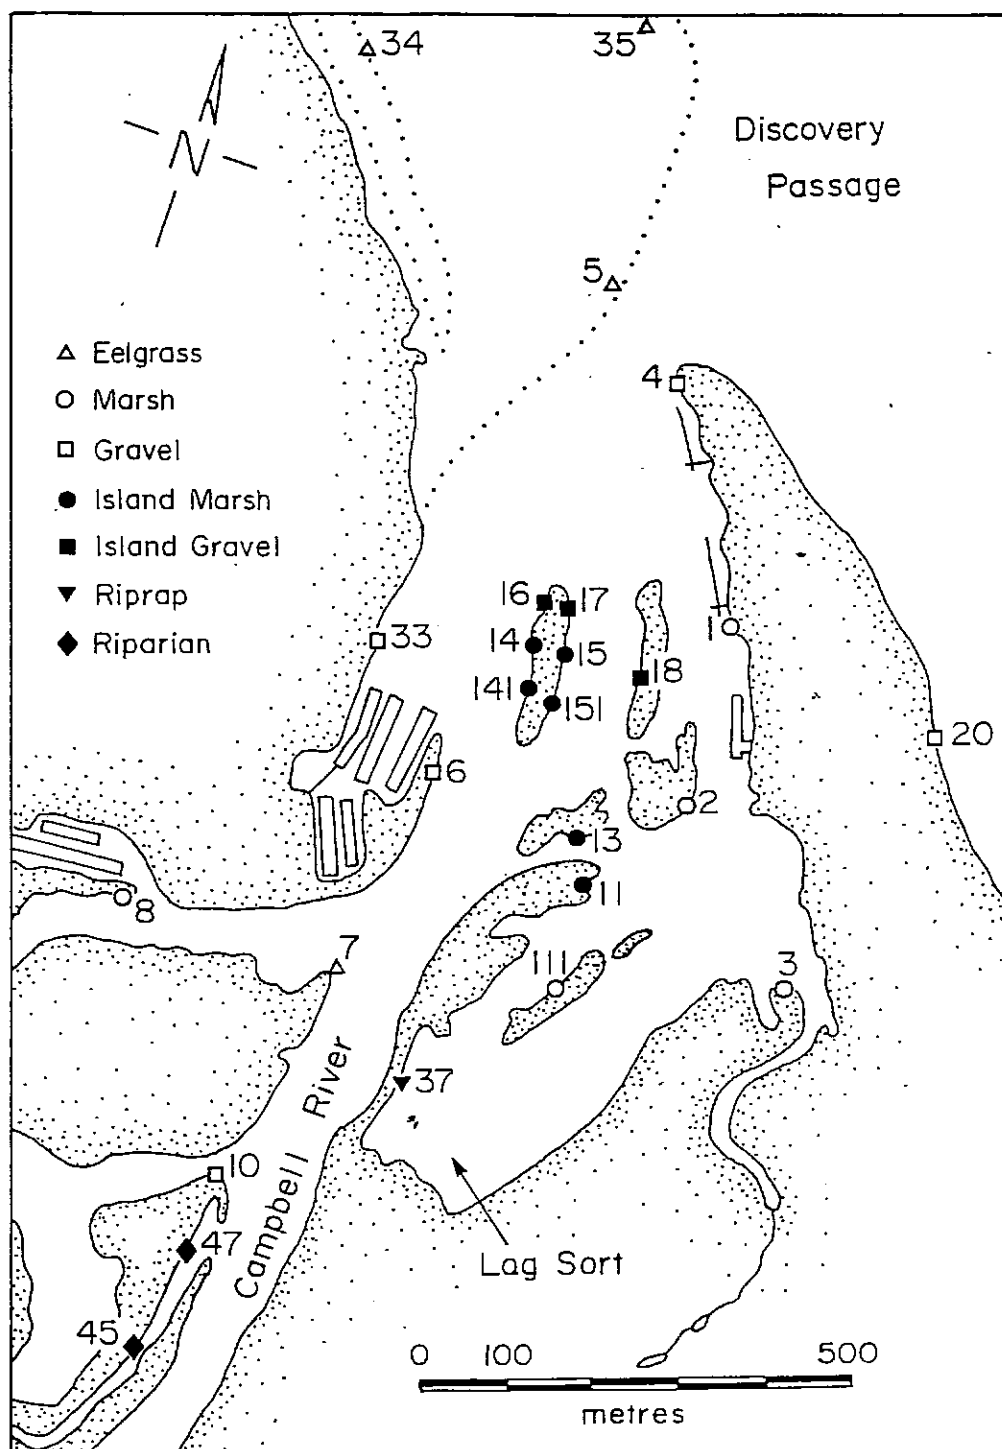 34
35
Discovery
Passage
N
5
Eelgrass
4
Marsh
Gravel
Island Marsh
Island Gravel
Riprap
Riparian
16
17
1
33
14
15
18
141
151
20
6
2
13
8
11
7
111
3
37
10
Campbell River
47
Lag Sort
45
0 100 500
metres